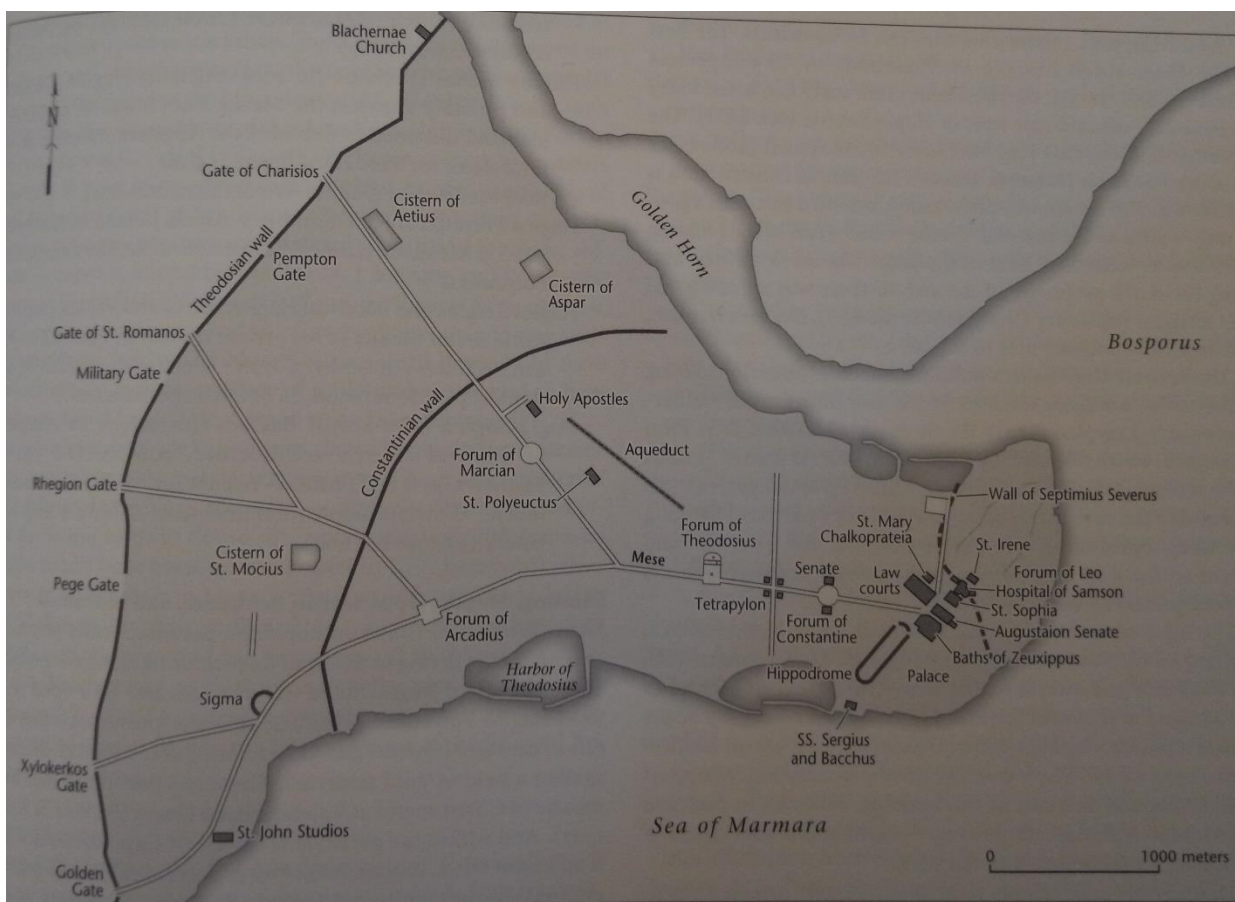 Blachernae
Church
N
Gate of Charisios
Cistern of
Aetius
Golden Horn
Theodosian wall
Pempton
Gate
Cistern of
Aspar
Gate of St. Romanos
Bosporus
Military Gate
Constantinian wall
Holy Apostles
Forum of
Marcian
Aqueduct
Rhegion Gate
St. Polyeuctus
Wall of Septimius Severus
Forum of
Theodosius
St. Mary
Chalkoprateia
St. Irene
Cistern of
St. Mocius
Mese
Senate
Law
courts
Forum of Leo
Pege Gate
Hospital of Samson
Tetrapylon
St. Sophia
Forum of
Arcadius
Forum of
Constantine
Augustaion Senate
Baths of Zeuxippus
Harbor of
Theodosius
Hippodrome
Palace
Sigma
SS. Sergius
and Bacchus
Xylokerkos
Gate
St. John Studios
Sea of Marmara
Golden
Gate
0
1000 meters